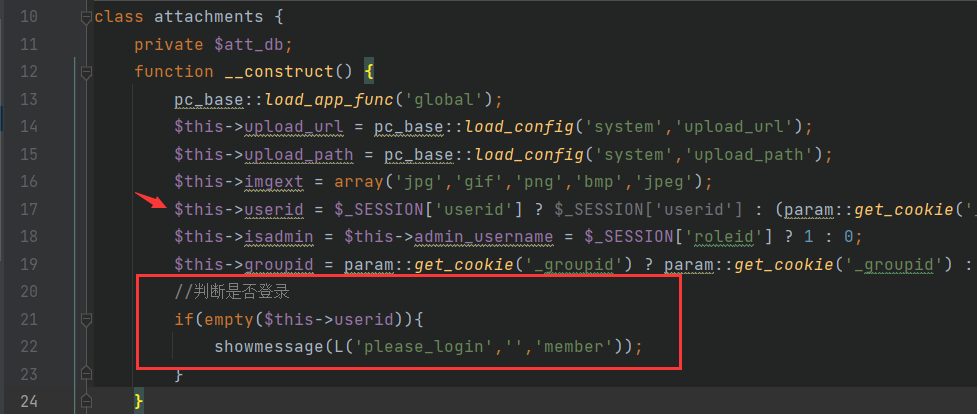 10 class attachments {
11 private $att_db;
12 function __construct() {
13 pc_base::load_app_func('global');
14 $this->upload_url = pc_base::load_config('system','upload_url');
15 $this->upload_path = pc_base::load_config('system','upload_path');
16 $this->imgext = array('jpg','gif','png','bmp','jpeg');
17 $this->userid = $_SESSION['userid'] ? $_SESSION['userid'] : (param::get_cookie('_
18 $this->isadmin = $this->admin_username = $_SESSION['roleid'] ? 1 : 0;
19 $this->groupid = param::get_cookie('_groupid') ? param::get_cookie('_groupid') :
20 //判断是否登录
21 if(empty($this->userid)){
22 showmessage(L('please_login','','member'));
23 }
24 }